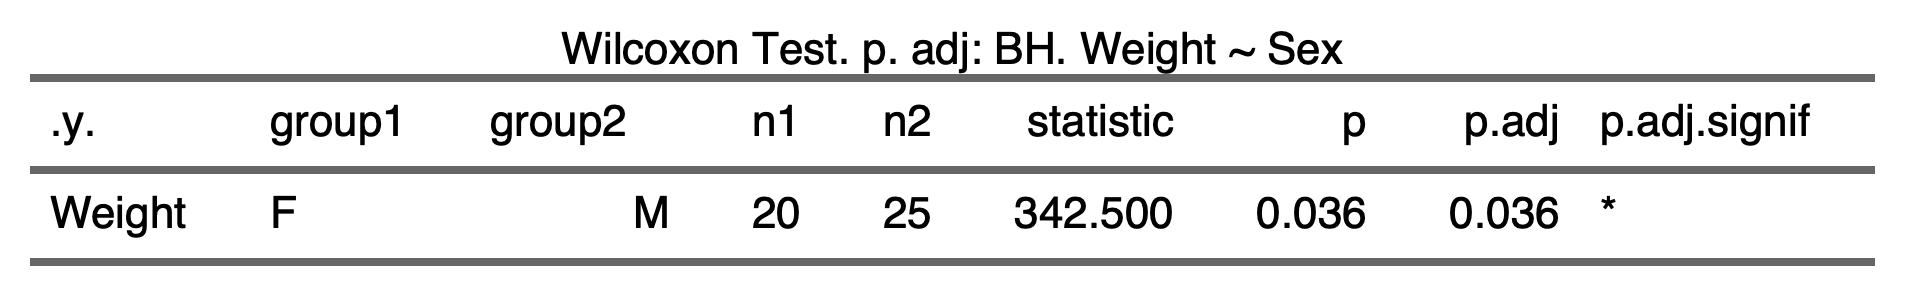 Wilcoxon Test. p. adj: BH. Weight ~ Sex
.y. group1 group2 n1 n2 statistic p p.adj p.adj.signif
Weight F M 20 25 342.500 0.036 0.036 *